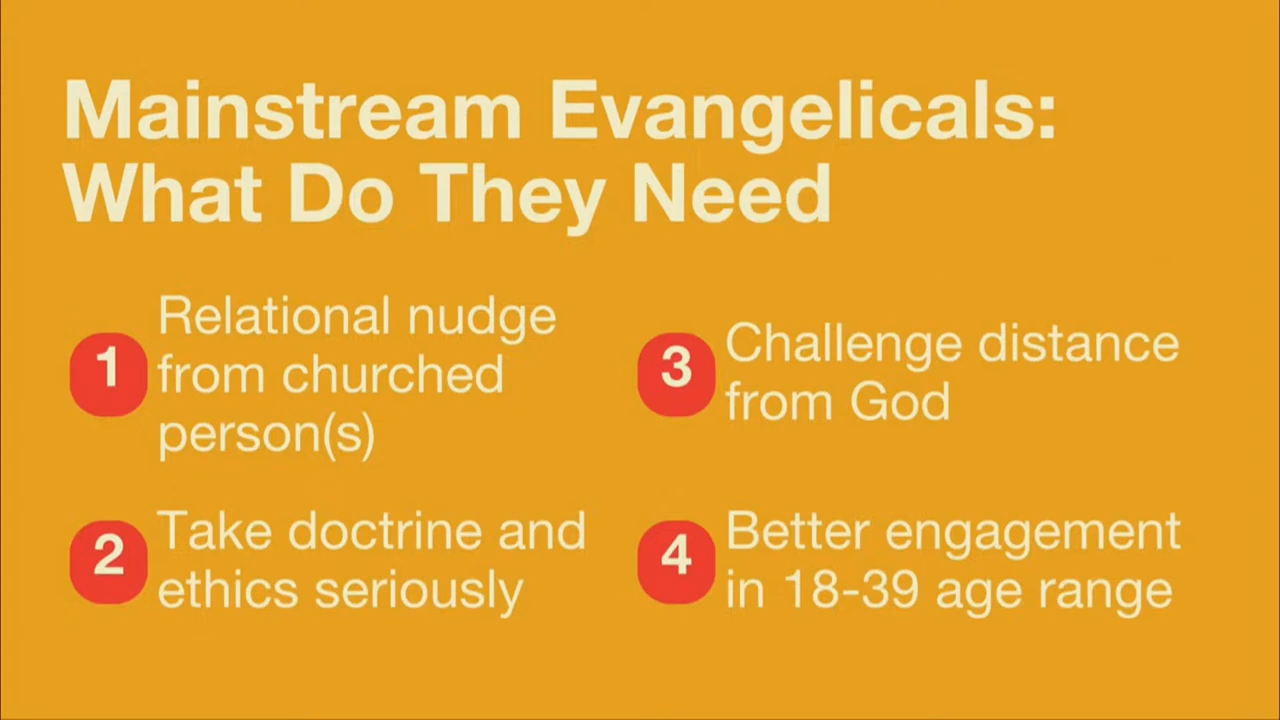 Mainstream Evangelicals:
What Do They Need
1
Relational nudge
from churched
person(s)
2
Take doctrine and
ethics seriously
3
Challenge distance
from God
4
Better engagement
in 18-39 age range